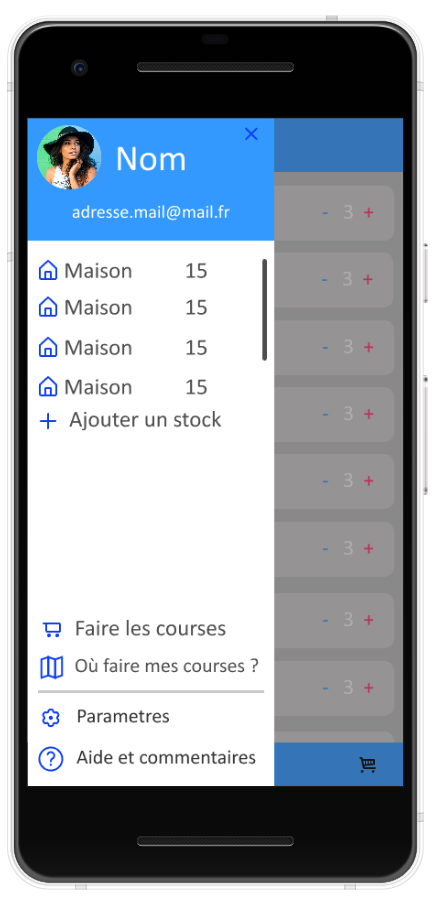 Nom
adresse.mail@mail.fr
- 3 +
Maison 15
- 3 +
Maison 15
Maison 15
- 3 +
Maison 15
- 3 +
+ Ajouter un stock
- 3 +
- 3 +
- 3 +
Faire les courses
Où faire mes courses ?
- 3 +
Parametres
Aide et commentaires